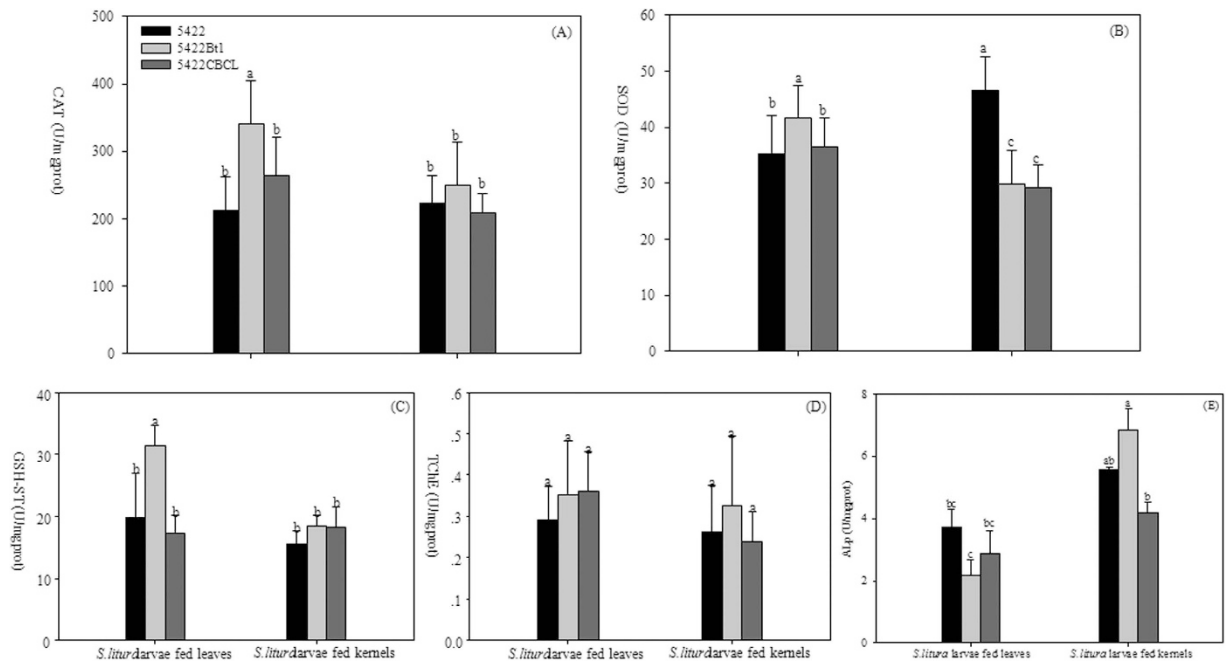 500
400
300
200
100
0
CAT (U/mgprot)
5422
5422Bt1
5422CBCL
(A)
b
a
b
b
b
b
60
50
40
30
20
10
0
SOD (U/mgprot)
(B)
b
a
b
a
c
c
40
30
20
10
0
GSH-ST(U/mgprot)
(C)
b
a
b
b
b
b
S.litura larvae fed leaves
S.litura larvae fed kernels
.6
.5
.4
.3
.2
.1
0.0
TChE (U/mgprot)
(D)
a
a
a
a
a
a
S.litura larvae fed leaves
S.litura larvae fed kernels
8
6
4
2
0
ALp (U/mgprot)
(E)
bc
c
bc
ab
a
b
S.litura larvae fed leaves
S.litura larvae fed kernels